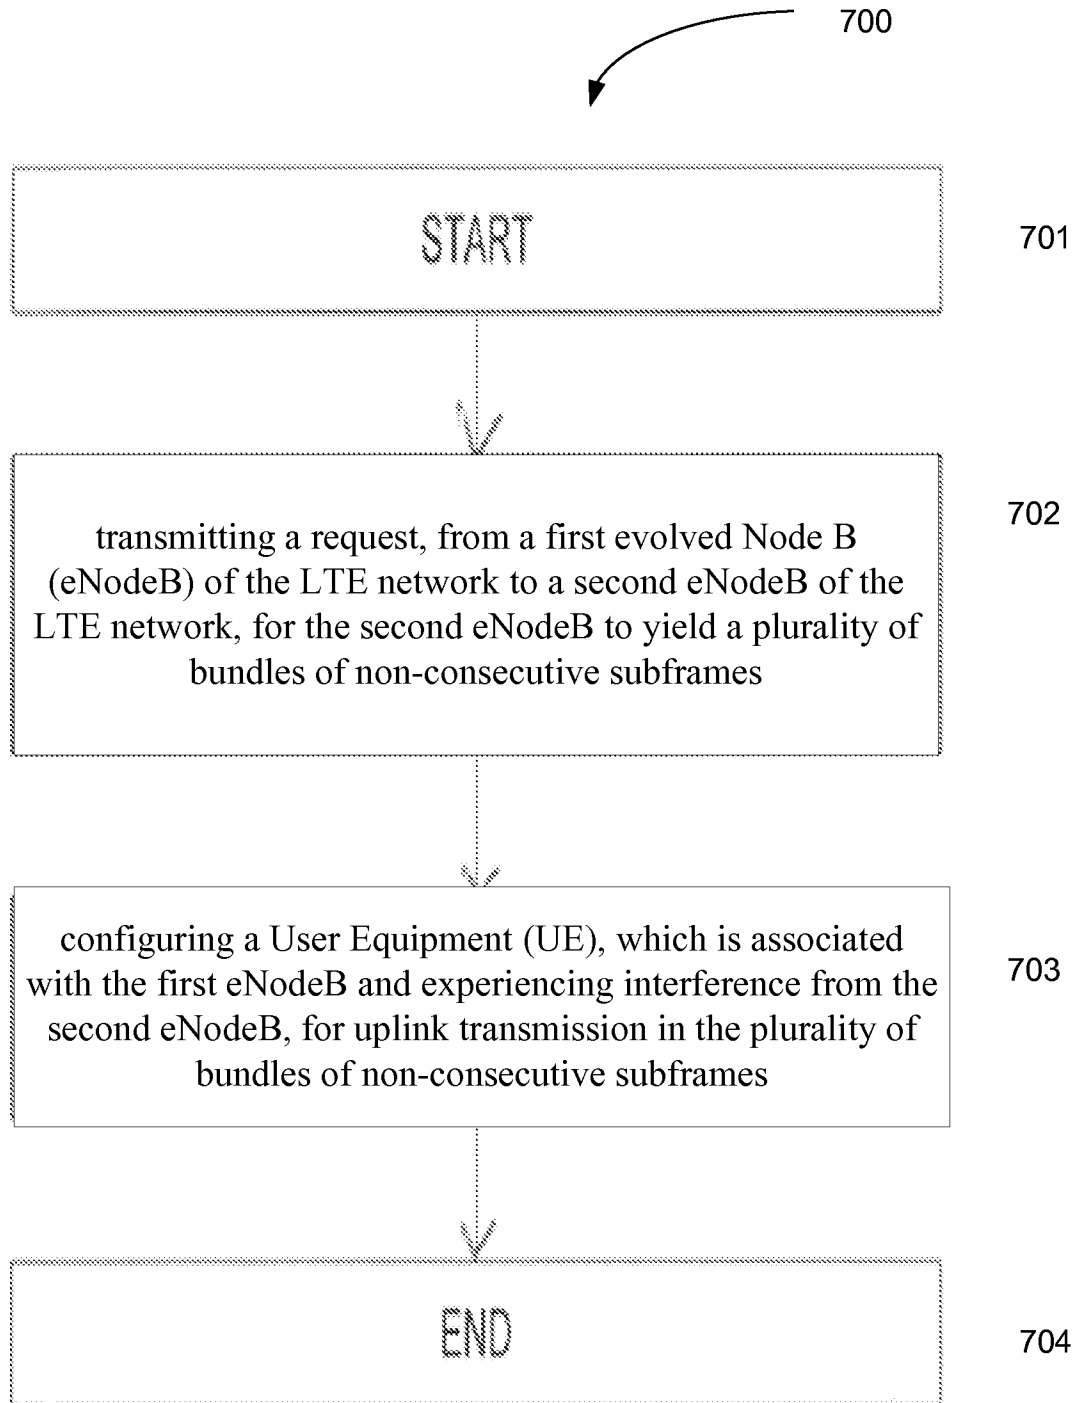 700
START
701
transmitting a request, from a first evolved Node B
(eNodeB) of the LTE network to a second eNodeB of the
LTE network, for the second eNodeB to yield a plurality of
bundles of non-consecutive subframes
702
configuring a User Equipment (UE), which is associated
with the first eNodeB and experiencing interference from the
second eNodeB, for uplink transmission in the plurality of
bundles of non-consecutive subframes
703
END
704